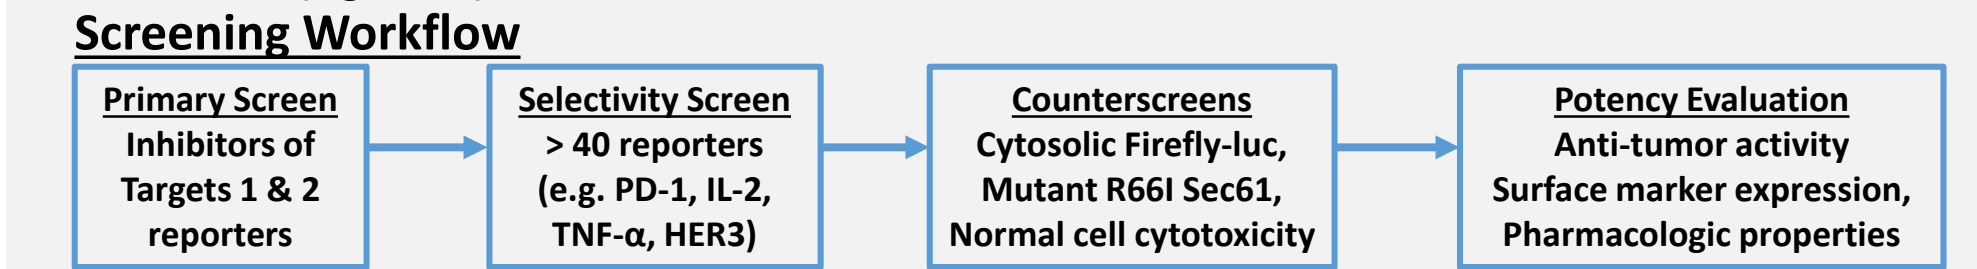 Screening Workflow
Primary Screen
Inhibitors of
Targets 1 & 2
reporters
Selectivity Screen
> 40 reporters
(e.g. PD-1, IL-2,
TNF-α, HER3)
Counterscreens
Cytosolic Firefly-luc,
Mutant R66I Sec61,
Normal cell cytotoxicity
Potency Evaluation
Anti-tumor activity
Surface marker expression,
Pharmacologic properties